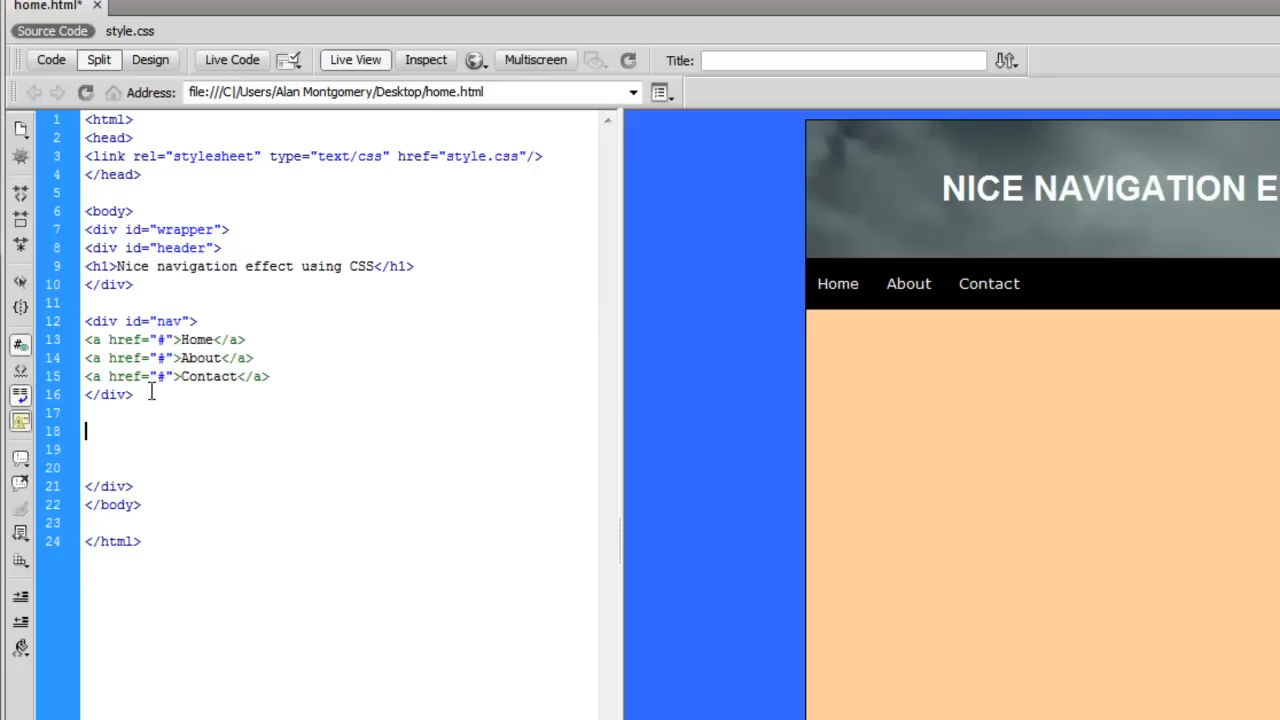 home.html*
Source Code style.css
Code Split Design Live Code Live View Inspect Multiscreen Title:
Address: file:///C|/Users/Alan Montgomery/Desktop/home.html
1 <html>
2 <head>
3 <link rel="stylesheet" type="text/css" href="style.css"/>
4 </head>
5
6 <body>
7 <div id="wrapper">
8 <div id="header">
9 <h1>Nice navigation effect using CSS</h1>
10 </div>
11
12 <div id="nav">
13 <a href="#">Home</a>
14 <a href="#">About</a>
15 <a href="#">Contact</a>
16 </div>
17
18
19
20
21 </div>
22 </body>
23
24 </html>
NICE NAVIGATION E
Home About Contact